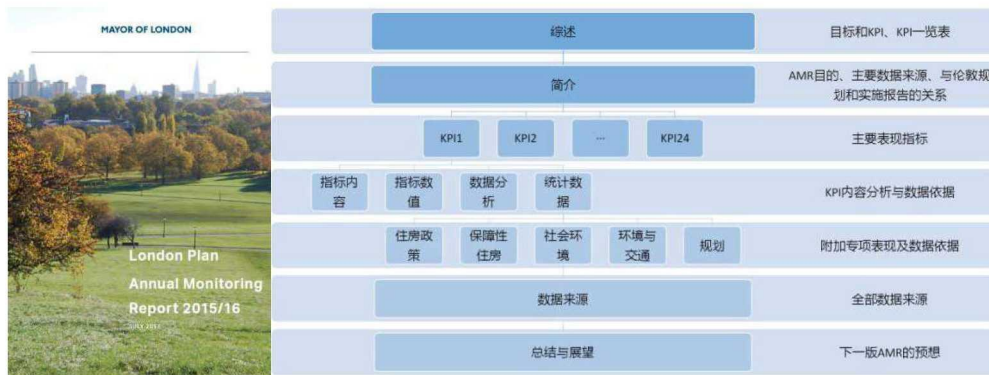 MAYOR OF LONDON
London Plan
Annual Monitoring
Report 2015/16
综述
目标和KPI、KPI一览表
简介
AMR目的、主要数据来源、与伦敦规
划和实施报告的关系
KPI1
KPI2
...
KPI24
主要表现指标
指标内
容
指标数
值
数据分
析
统计数
据
KPI内容分析与数据依据
住房政
策
保障性
住房
社会环
境
环境与
交通
规划
附加专项表现及数据依据
数据来源
全部数据来源
总结与展望
下一版AMR的预想